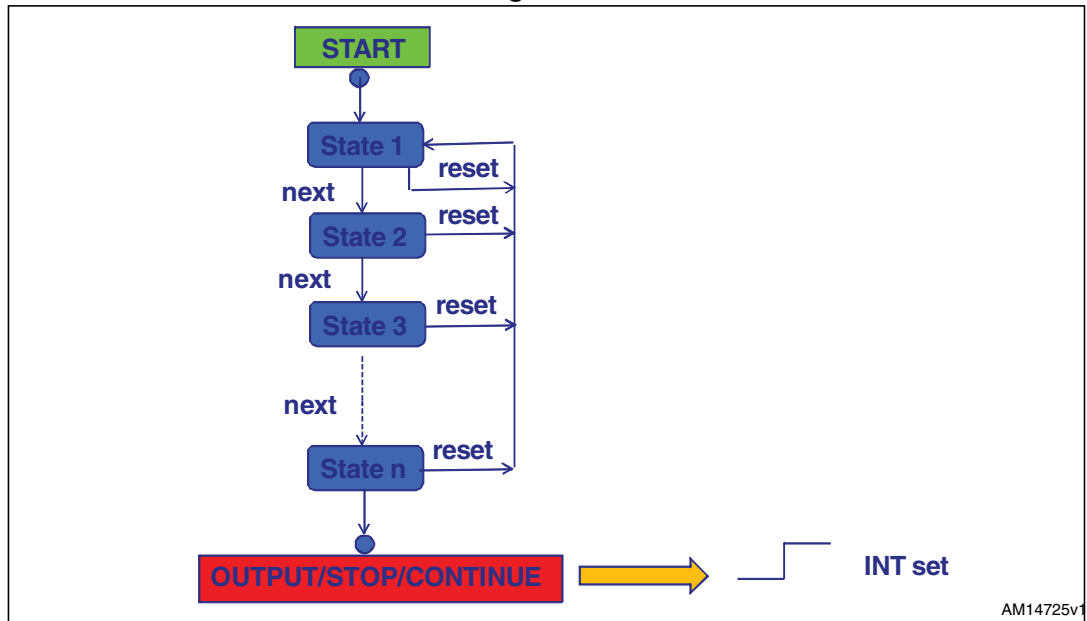 START
State 1
reset
next
reset
State 2
next
reset
State 3
next
reset
State n
OUTPUT/STOP/CONTINUE
INT set
AM14725v1